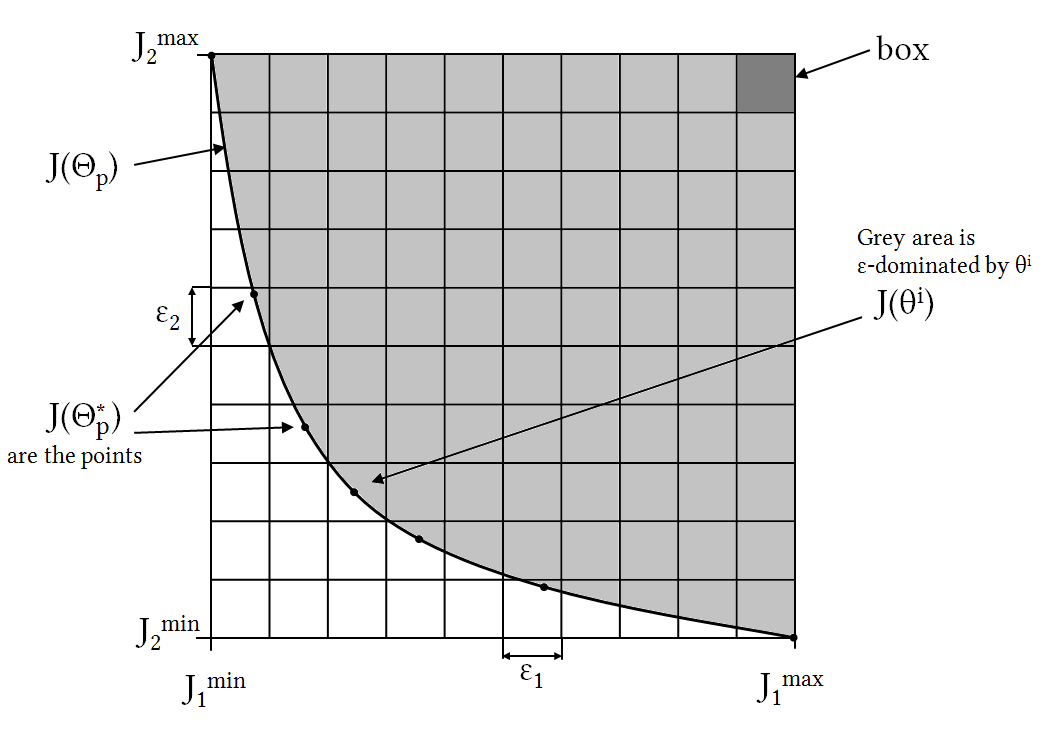 J₂ᵐᵃˣ
box
J(Θₚ)
Grey area is
ε-dominated by θⁱ
J(θⁱ)
ε₂
J(Θₚ*)
are the points
J₂ᵐⁱⁿ
ε₁
J₁ᵐⁱⁿ
J₁ᵐᵃˣ